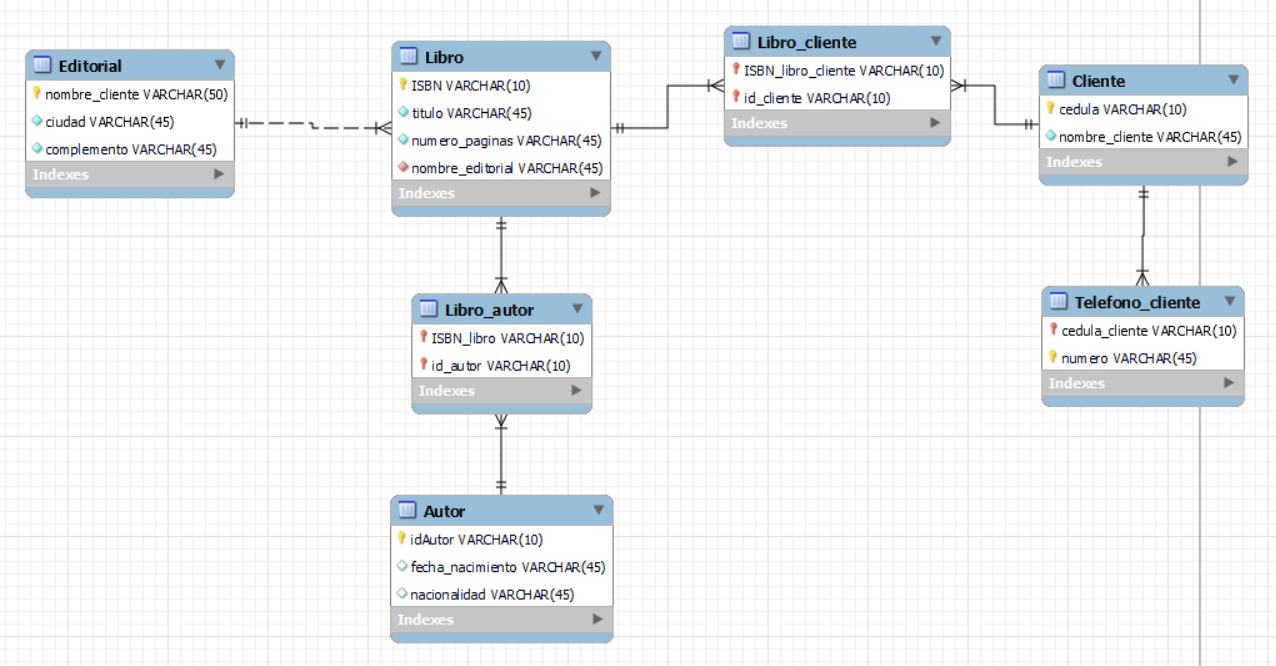 Editorial
nombre_cliente VARCHAR(50)
ciudad VARCHAR(45)
complemento VARCHAR(45)
Indexes
Libro
ISBN VARCHAR(10)
titulo VARCHAR(45)
numero_paginas VARCHAR(45)
nombre_editorial VARCHAR(45)
Indexes
Libro_cliente
ISBN_libro_cliente VARCHAR(10)
id_cliente VARCHAR(10)
Indexes
Cliente
cedula VARCHAR(10)
nombre_cliente VARCHAR(45)
Indexes
Libro_autor
ISBN_libro VARCHAR(10)
id_autor VARCHAR(10)
Indexes
Telefono_cliente
cedula_cliente VARCHAR(10)
numero VARCHAR(45)
Indexes
Autor
idAutor VARCHAR(10)
fecha_nacimiento VARCHAR(45)
nacionalidad VARCHAR(45)
Indexes